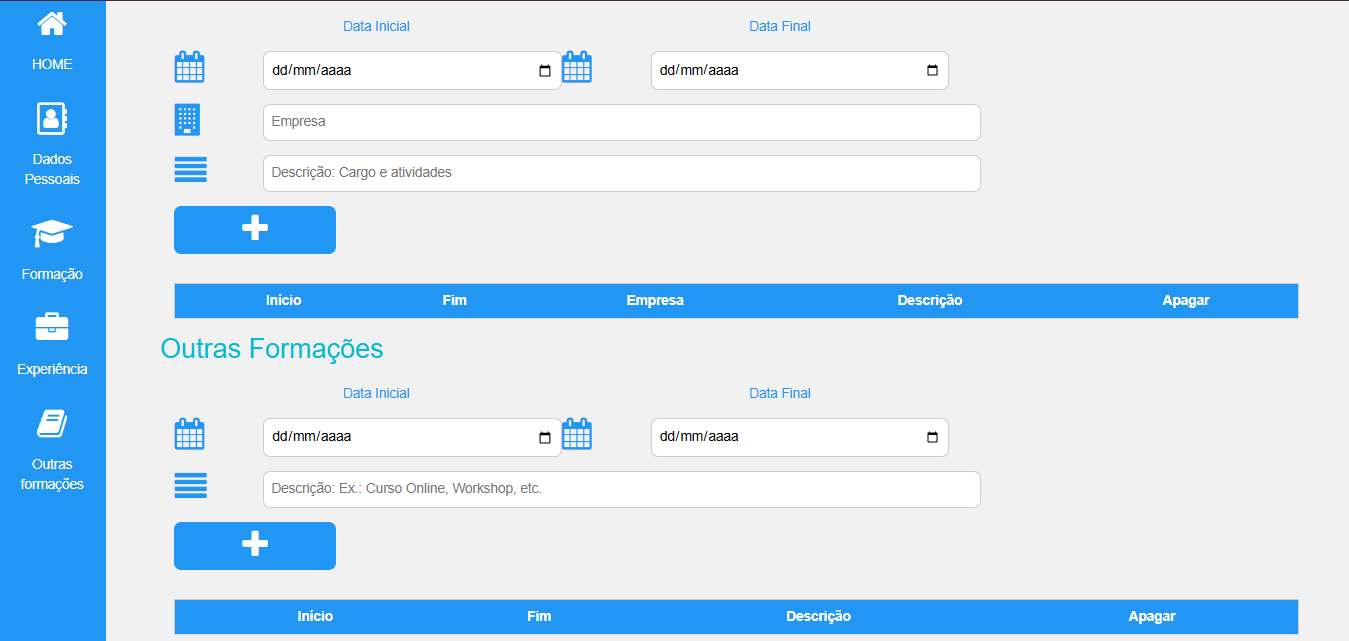 HOME
Dados
Pessoais
Formação
Experiência
Outras
formações
Data Inicial Data Final
dd/mm/aaaa dd/mm/aaaa
Empresa
Descrição: Cargo e atividades
Início Fim Empresa Descrição Apagar
Outras Formações
Data Inicial Data Final
dd/mm/aaaa dd/mm/aaaa
Descrição: Ex.: Curso Online, Workshop, etc.
Início Fim Descrição Apagar